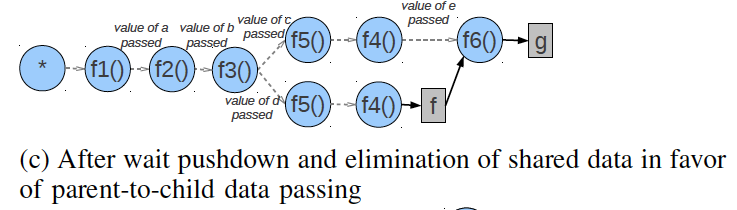 value of a passed
value of b passed
value of c passed
value of e passed
* f1() f2() f3() f5() f4() f6() g
value of d passed
f5() f4() f
(c) After wait pushdown and elimination of shared data in favor
of parent-to-child data passing